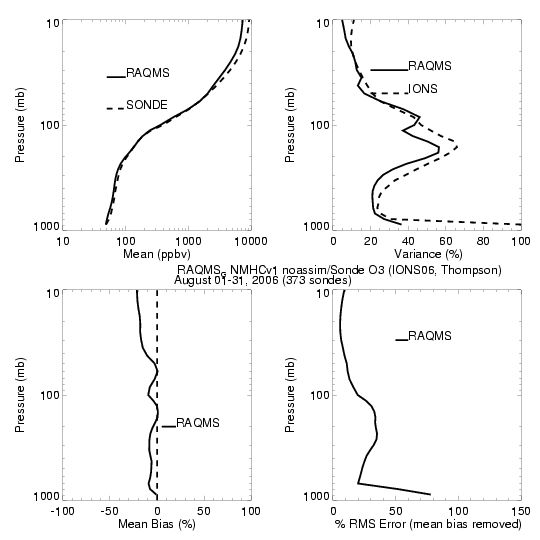 10
100
1000
Pressure (mb)
RAQMS
SONDE
10
100
1000
10000
Mean (ppbv)
10
100
1000
Pressure (mb)
RAQMS
IONS
0
20
40
60
80
100
Variance (%)
RAQMS, NMHCv1 noassim/Sonde O3 (IONS06, Thompson)
August 01-31, 2006 (373 sondes)
10
100
1000
Pressure (mb)
RAQMS
-100
-50
0
50
100
Mean Bias (%)
10
100
1000
Pressure (mb)
RAQMS
0
50
100
150
% RMS Error (mean bias removed)